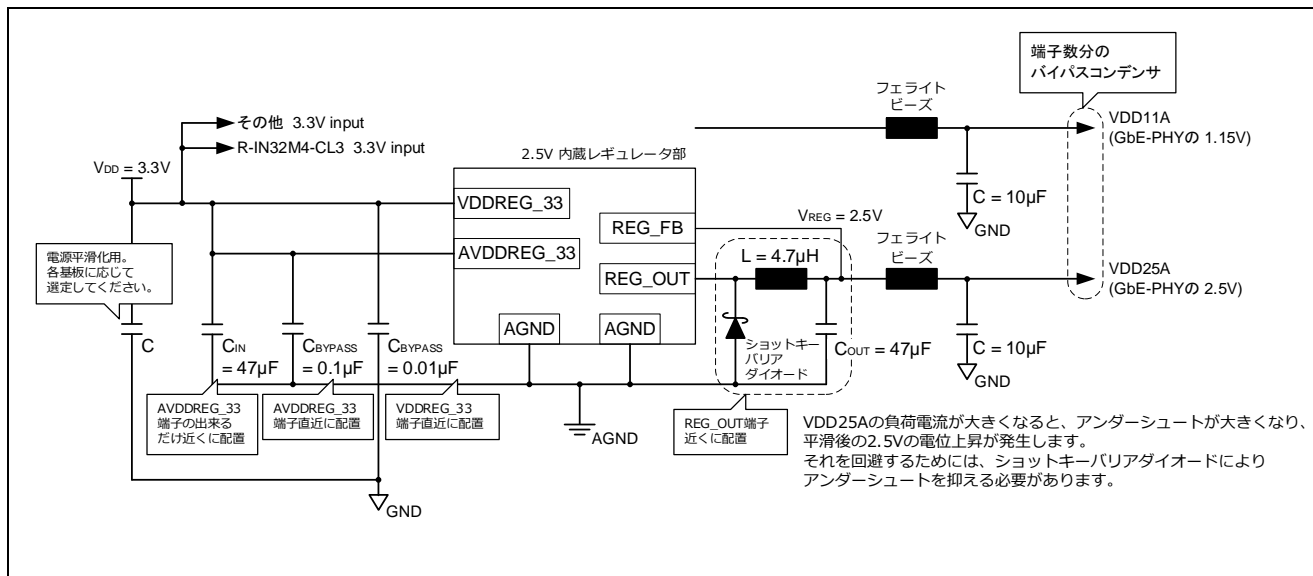 端子数分の
バイパスコンデンサ
フェライト
ビーズ
その他 3.3V input
R-IN32M4-CL3 3.3V input
VDD11A
(GbE-PHYの 1.15V)
2.5V 内蔵レギュレータ部
VDD = 3.3V
VDDREG_33
C = 10µF
GND
REG_FB
VREG = 2.5V
フェライト
ビーズ
AVDDREG_33
電源平滑化用。
各基板に応じて
選定してください。
L = 4.7µH
REG_OUT
VDD25A
(GbE-PHYの 2.5V)
AGND
AGND
C
CIN
= 47µF
CBYPASS
= 0.1µF
CBYPASS
= 0.01µF
ショットキー
バリア
ダイオード
COUT = 47µF
C = 10µF
GND
AVDDREG_33
端子の出来る
だけ近くに配置
AVDDREG_33
端子直近に配置
VDDREG_33
端子直近に配置
AGND
REG_OUT端子
近くに配置
VDD25Aの負荷電流が大きくなると、アンダーシュートが大きくなり、
平滑後の2.5Vの電位上昇が発生します。
それを回避するためには、ショットキーバリアダイオードにより
アンダーシュートを抑える必要があります。
GND